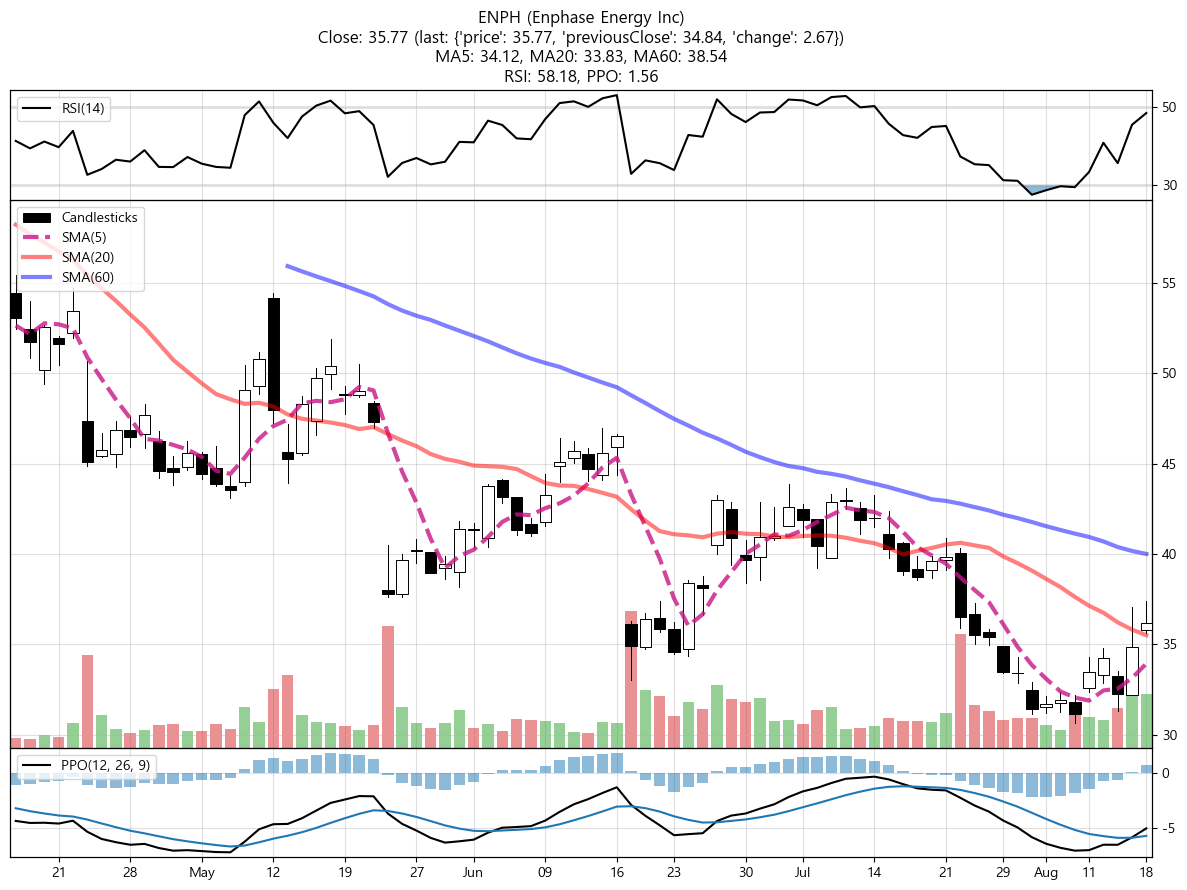 ENPH (Enphase Energy Inc)
Close: 35.77 (last: {'price': 35.77, 'previousClose': 34.84, 'change': 2.67})
MA5: 34.12, MA20: 33.83, MA60: 38.54
RSI: 58.18, PPO: 1.56
RSI(14)
50
30
Candlesticks
SMA(5)
SMA(20)
SMA(60)
55
50
45
40
35
30
PPO(12, 26, 9)
0
-5
21 28 May 12 19 27 Jun 09 16 23 30 Jul 14 21 29 Aug 11 18